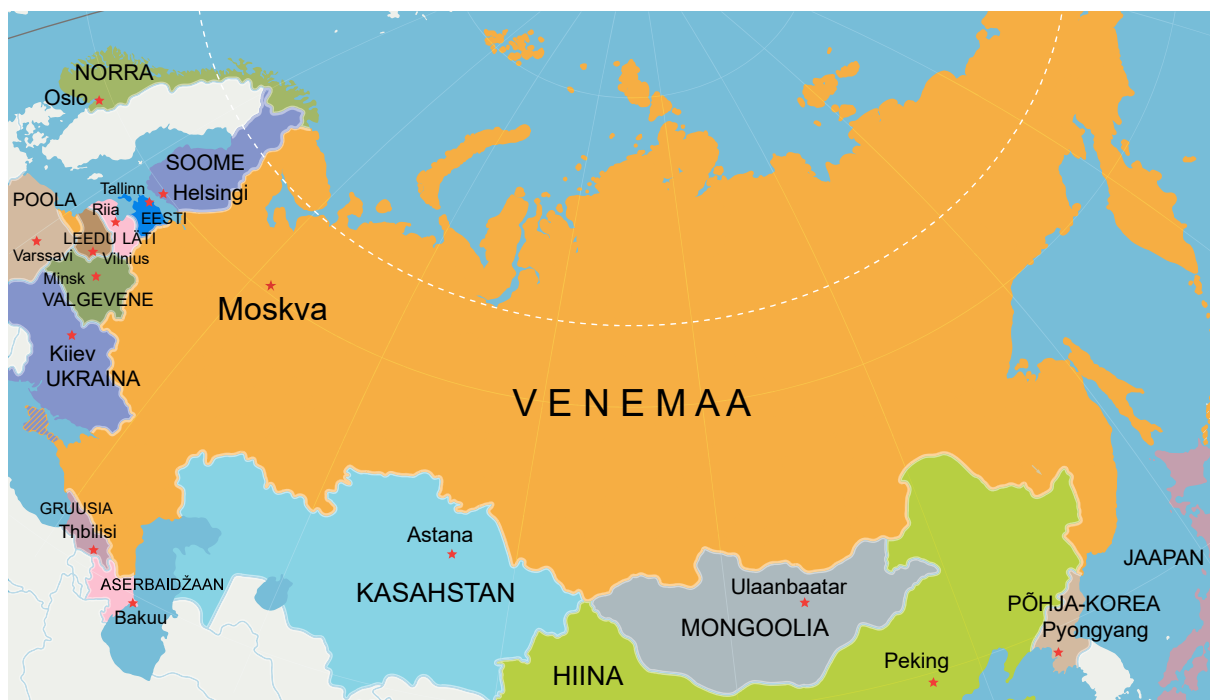 NORRA
Oslo
SOOME
Helsingi
Tallinn
EESTI
POOLA
Riia
LEEDU LÄTI
Varssavi
Vilnius
Minsk
VALGEVENE
Moskva
Kiiev
UKRAINA
VENEMAA
GRUUSIA
Thbilisi
ASERBAIDŽAAN
Bakuu
Astana
KASAHSTAN
Ulaanbaatar
MONGOOLIA
HIINA
Peking
JAAPAN
PÕHJA-KOREA
Pyongyang